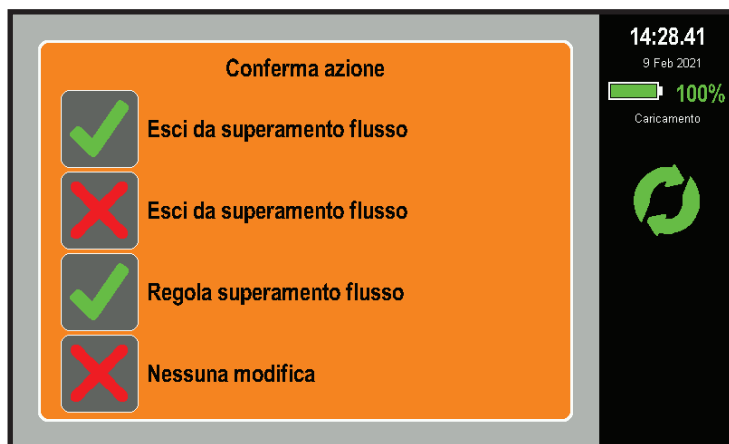 Conferma azione
Esci da superamento flusso
Esci da superamento flusso
Regola superamento flusso
Nessuna modifica
14:28.41
9 Feb 2021
100%
Caricamento